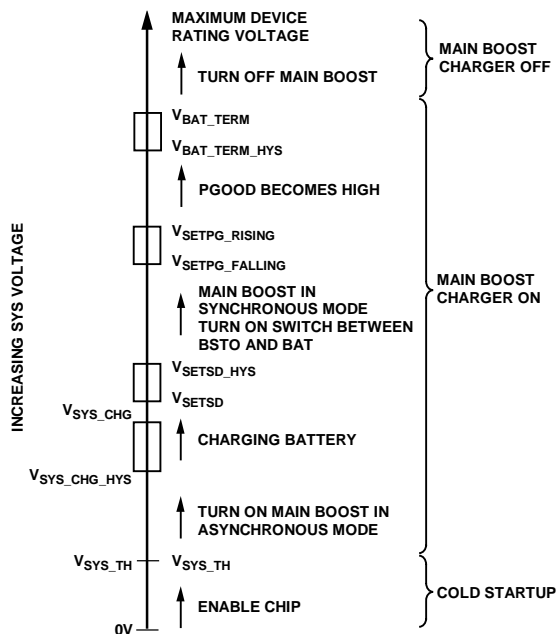 MAXIMUM DEVICE
RATING VOLTAGE
TURN OFF MAIN BOOST
MAIN BOOST
CHARGER OFF
VBAT_TERM
VBAT_TERM_HYS
PGOOD BECOMES HIGH
VSETPG_RISING
VSETPG_FALLING
MAIN BOOST IN
SYNCHRONOUS MODE
TURN ON SWITCH BETWEEN
BSTO AND BAT
MAIN BOOST
CHARGER ON
INCREASING SYS VOLTAGE
VSETSD_HYS
VSETSD
VSYS_CHG
CHARGING BATTERY
VSYS_CHG_HYS
TURN ON MAIN BOOST IN
ASYNCHRONOUS MODE
VSYS_TH
VSYS_TH
ENABLE CHIP
COLD STARTUP
0V